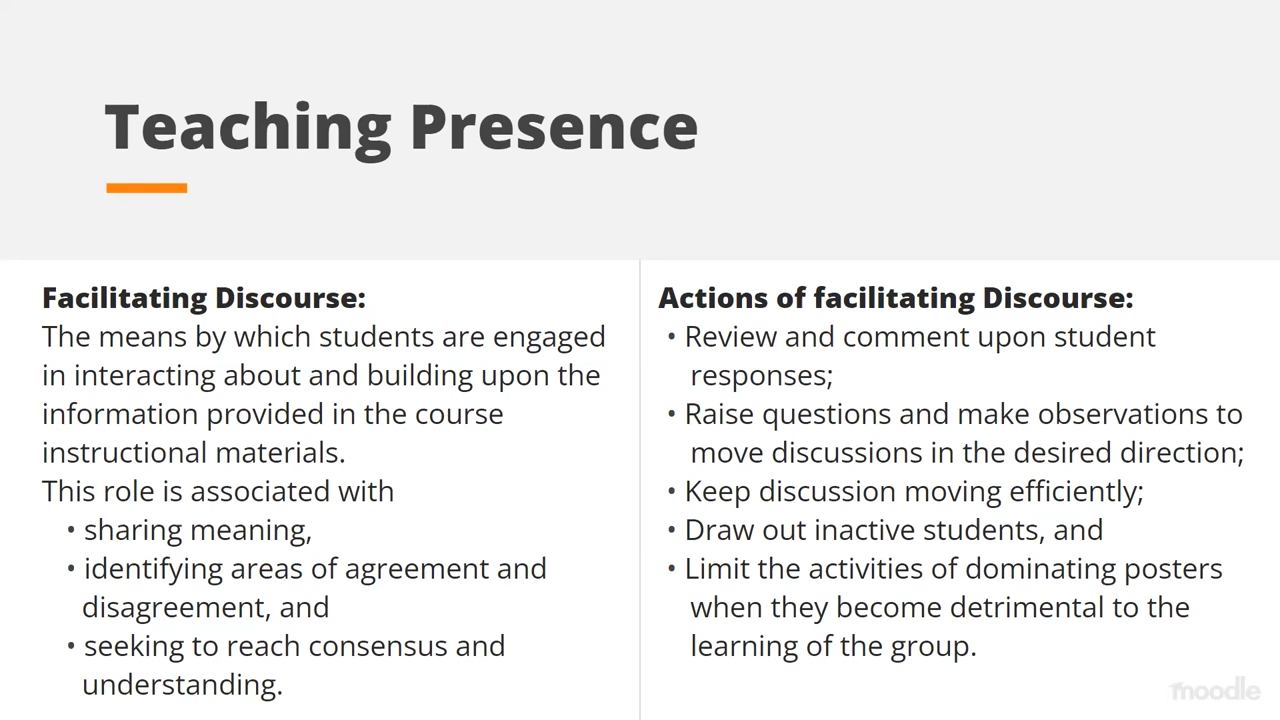 Teaching Presence
Facilitating Discourse:
The means by which students are engaged
in interacting about and building upon the
information provided in the course
instructional materials.
This role is associated with
• sharing meaning,
• identifying areas of agreement and
disagreement, and
• seeking to reach consensus and
understanding.
Actions of facilitating Discourse:
• Review and comment upon student
responses;
• Raise questions and make observations to
move discussions in the desired direction;
• Keep discussion moving efficiently;
• Draw out inactive students, and
• Limit the activities of dominating posters
when they become detrimental to the
learning of the group.
moodle